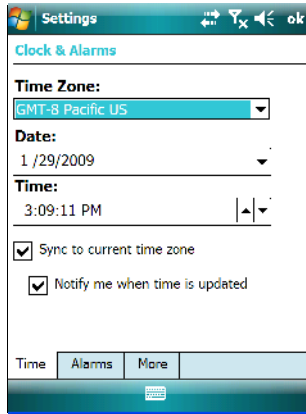 Settings
ok
Clock & Alarms
Time Zone:
GMT-8 Pacific US
Date:
1 /29/2009
Time:
3:09:11 PM
Sync to current time zone
Notify me when time is updated
Time Alarms More